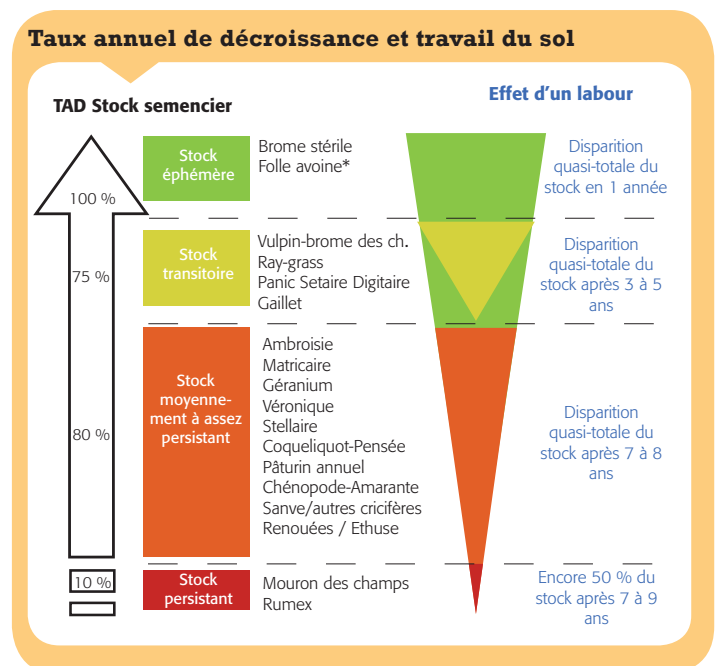 Taux annuel de décroissance et travail du sol
TAD Stock semencier
Effet d'un labour
100 %
Stock
éphémère
Brome stérile
Folle avoine*
Disparition
quasi-totale du
stock en 1 année
75 %
Stock
transitoire
Vulpin-brome des ch.
Ray-grass
Panic Setaire Digitaire
Gaillet
Disparition
quasi-totale du
stock après 3 à 5
ans
80 %
Stock
moyenne-
ment à assez
persistant
Ambroisie
Matricaire
Géranium
Véronique
Stellaire
Coqueliquot-Pensée
Pâturin annuel
Chénopode-Amarante
Sanve/autres cricifères
Renouées / Ethuse
Disparition
quasi-totale du
stock après 7 à 8
ans
10 %
Stock
persistant
Mouron des champs
Rumex
Encore 50 % du
stock après 7 à 9
ans